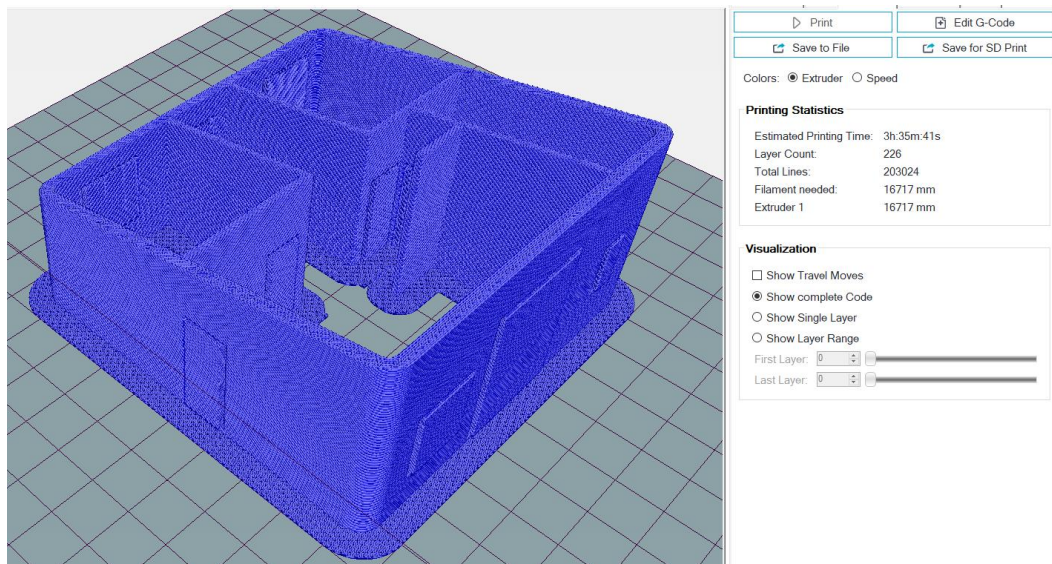 Print
Edit G-Code
Save to File
Save for SD Print
Colors: Extruder Speed
Printing Statistics
Estimated Printing Time: 3h:35m:41s
Layer Count: 226
Total Lines: 203024
Filament needed: 16717 mm
Extruder 1 16717 mm
Visualization
Show Travel Moves
Show complete Code
Show Single Layer
Show Layer Range
First Layer: 0
Last Layer: 0